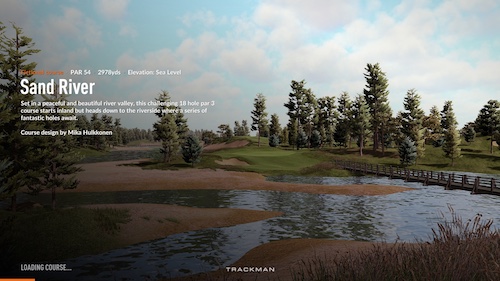 PAR 54 2978yds Elevation: Sea Level
Sand River
Set in a peaceful and beautiful river valley, this challenging 18 hole par 3
course starts inland but heads down to the riverside where a series of
fantastic holes await.
Course design by Mika Hulkkonen
LOADING COURSE...
TRACKMAN